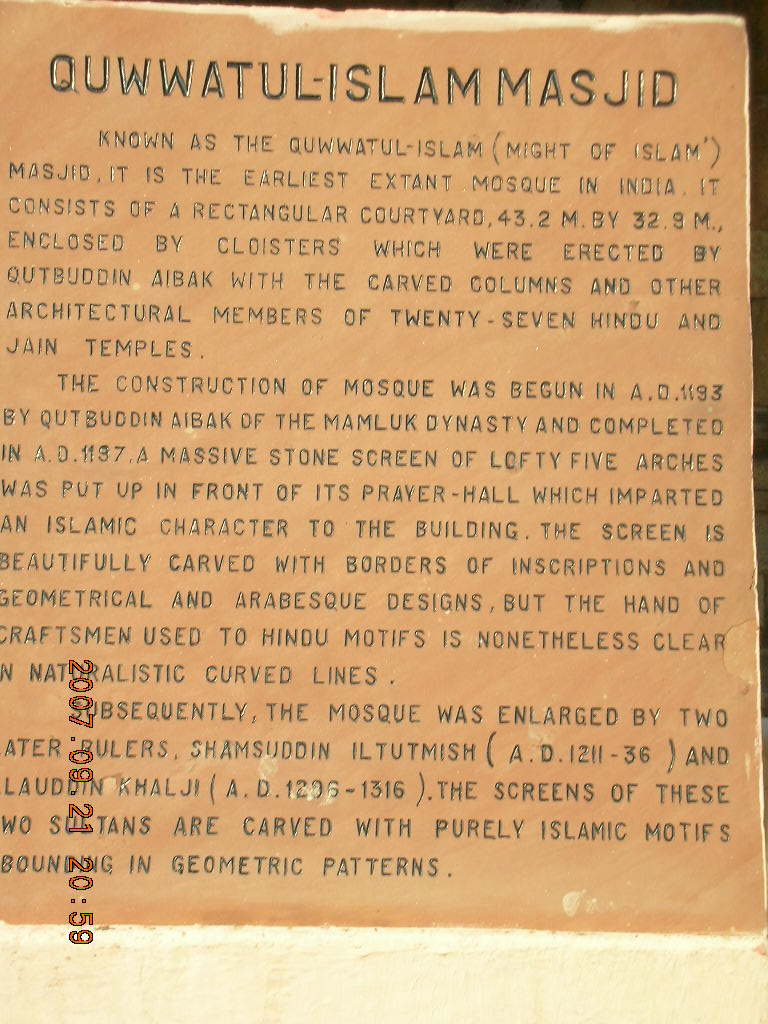 QUWWATUL-ISLAM MASJID
KNOWN AS THE QUWWATUL-ISLAM (MIGHT OF ISLAM')
MASJID, IT IS THE EARLIEST EXTANT MOSQUE IN INDIA. IT
CONSISTS OF A RECTANGULAR COURTYARD, 43.2 M. BY 32.9 M.,
ENCLOSED BY CLOISTERS WHICH WERE ERECTED BY
QUTBUDDIN AIBAK WITH THE CARVED COLUMNS AND OTHER
ARCHITECTURAL MEMBERS OF TWENTY-SEVEN HINDU AND
JAIN TEMPLES.
THE CONSTRUCTION OF MOSQUE WAS BEGUN IN A.D.1193
BY QUTBUDDIN AIBAK OF THE MAMLUK DYNASTY AND COMPLETED
IN A.D.1197. A MASSIVE STONE SCREEN OF LOFTY FIVE ARCHES
WAS PUT UP IN FRONT OF ITS PRAYER-HALL WHICH IMPARTED
AN ISLAMIC CHARACTER TO THE BUILDING. THE SCREEN IS
BEAUTIFULLY CARVED WITH BORDERS OF INSCRIPTIONS AND
GEOMETRICAL AND ARABESQUE DESIGNS, BUT THE HAND OF
CRAFTSMEN USED TO HINDU MOTIFS IS NONETHELESS CLEAR
N NATURALISTIC CURVED LINES.
SUBSEQUENTLY, THE MOSQUE WAS ENLARGED BY TWO
ATER RULERS, SHAMSUDDIN ILTUTMISH ( A.D.1211-36 ) AND
LAUDDIN KHALJI ( A.D.1296-1316 ). THE SCREENS OF THESE
WO SULTANS ARE CARVED WITH PURELY ISLAMIC MOTIFS
BOUNDING IN GEOMETRIC PATTERNS.
2007.09.21 20:59